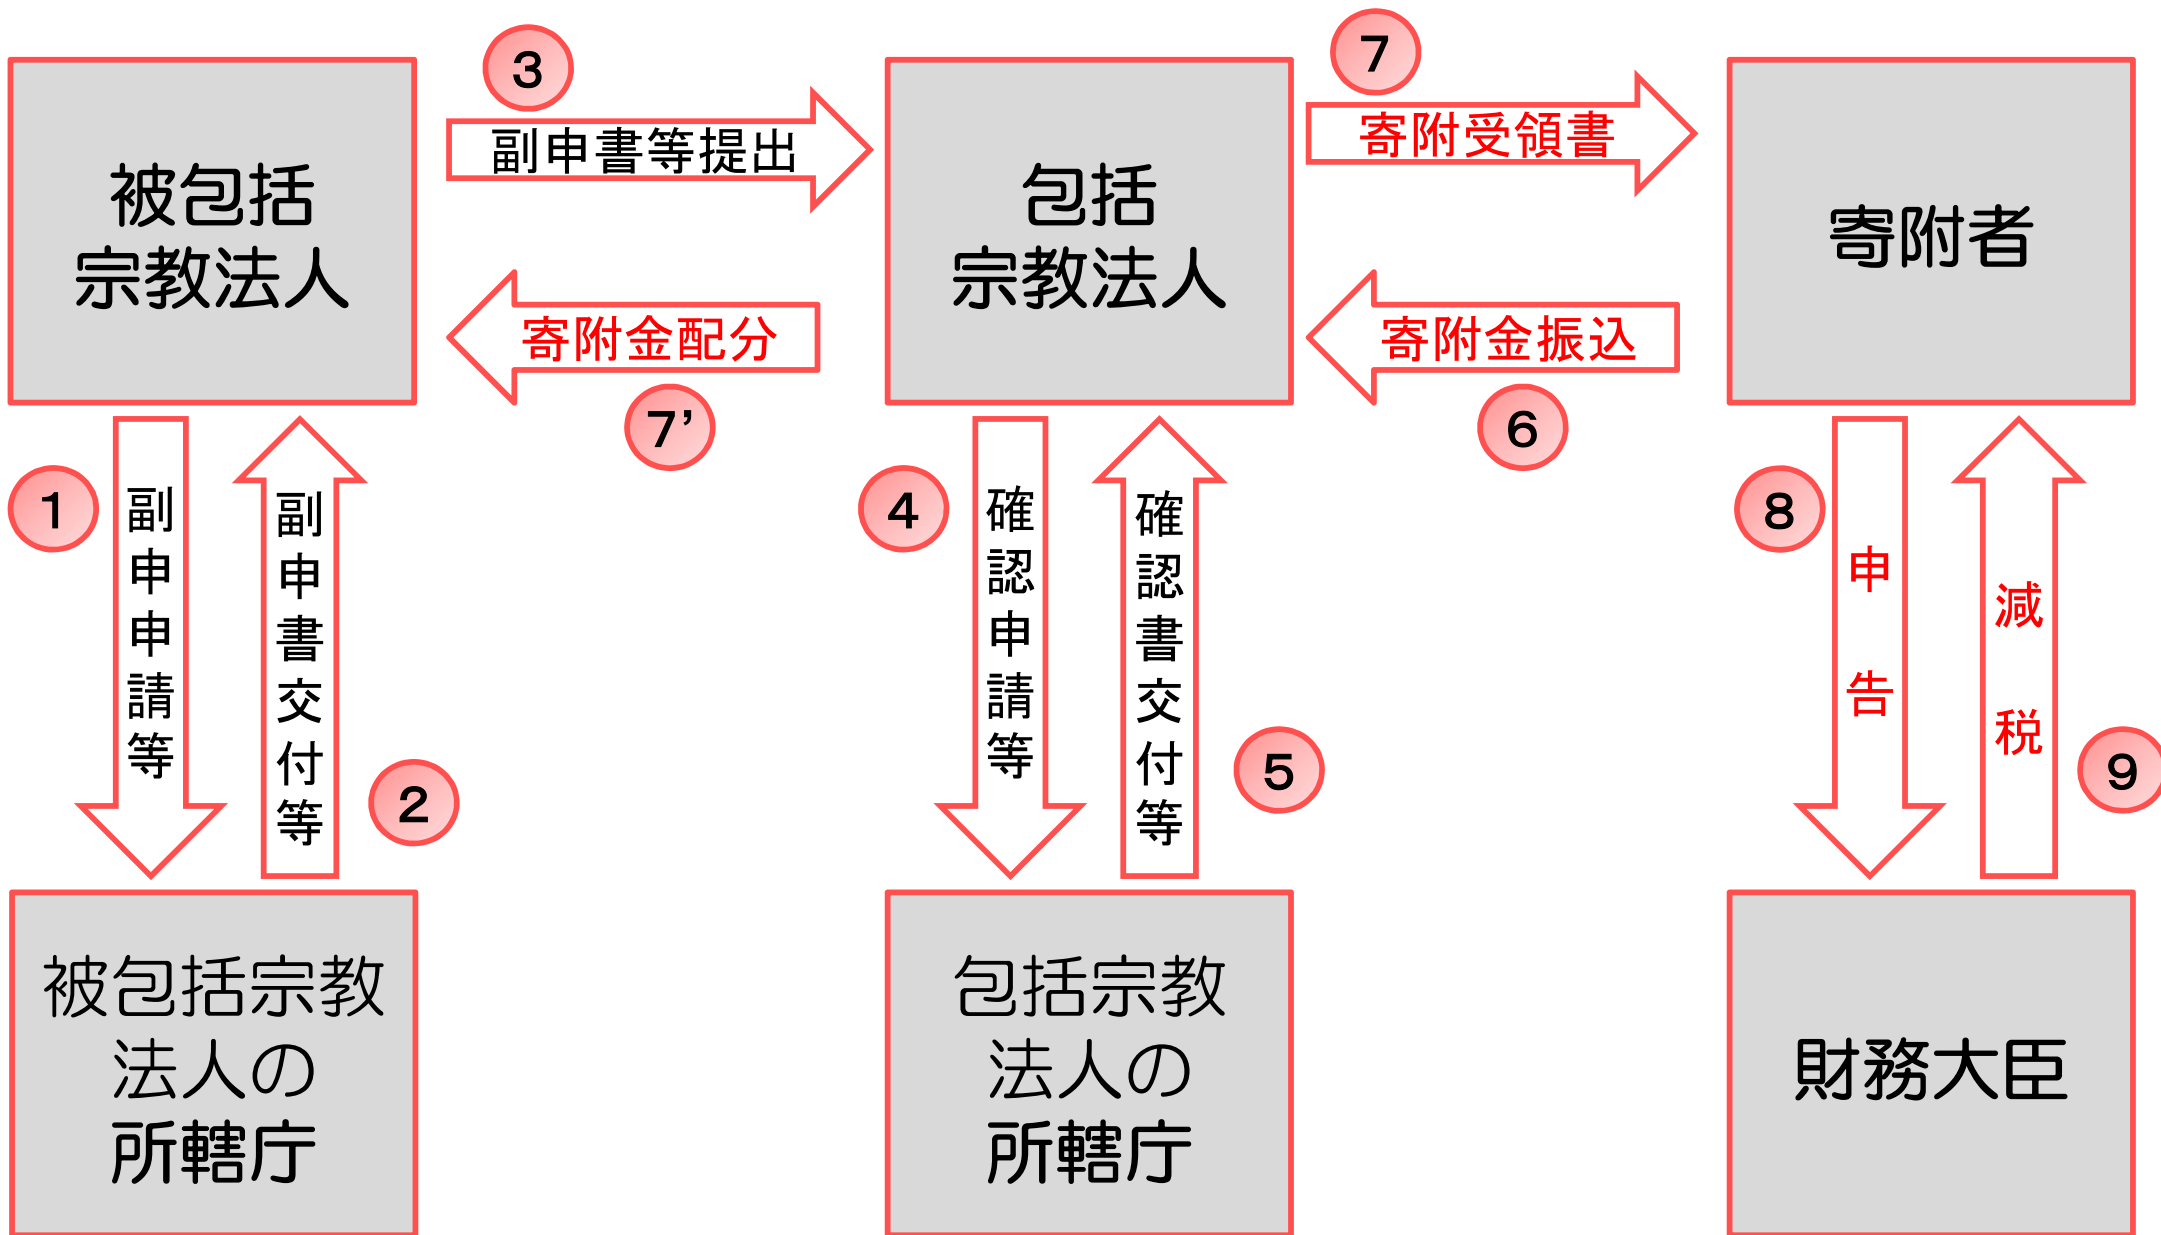 3
7
被包括
宗教法人
副申書等提出
包括
宗教法人
寄附受領書
寄附者
寄附金配分
寄附金振込
7’
6
1
副申申請等
副申書交付等
2
4
確認申請等
確認書交付等
5
8
申告
減税
9
被包括宗教
法人の
所轄庁
包括宗教
法人の
所轄庁
財務大臣